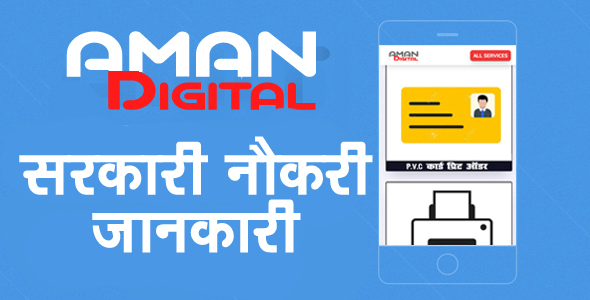 AMAN
DIGITAL
सरकारी नौकरी
जानकारी
AMAN
DIGITAL
ALL SERVICES
P.V.C कार्ड प्रिंट ऑर्डर